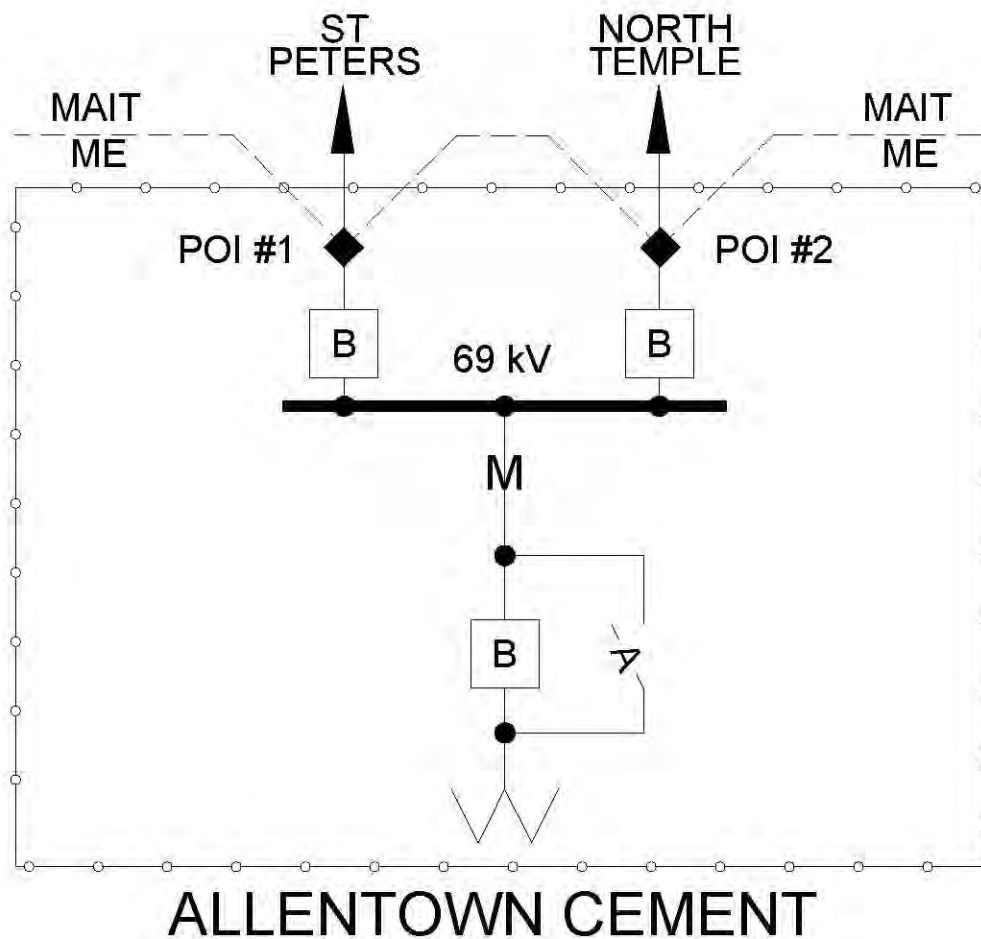 ST
PETERS
NORTH
TEMPLE
MAIT
ME
MAIT
ME
POI #1
POI #2
B
B
69 kV
M
B
A
ALLENTOWN CEMENT